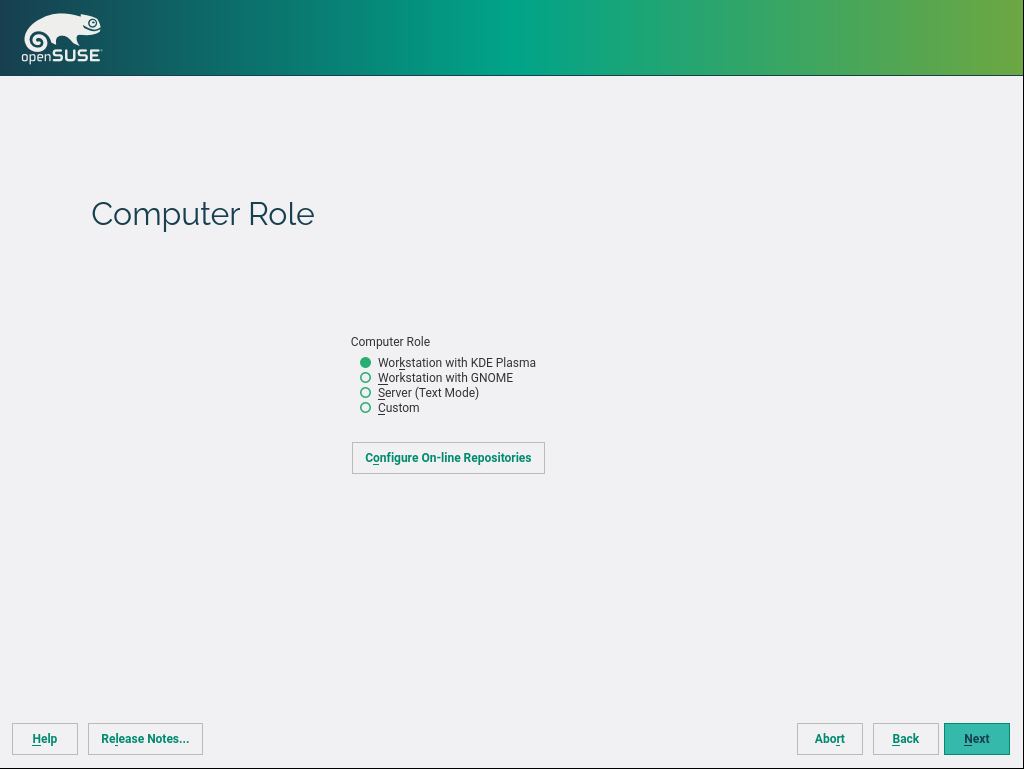 openSUSE
Computer Role
Computer Role
Workstation with KDE Plasma
Workstation with GNOME
Server (Text Mode)
Custom
Configure On-line Repositories
Help
Release Notes...
Abort
Back
Next